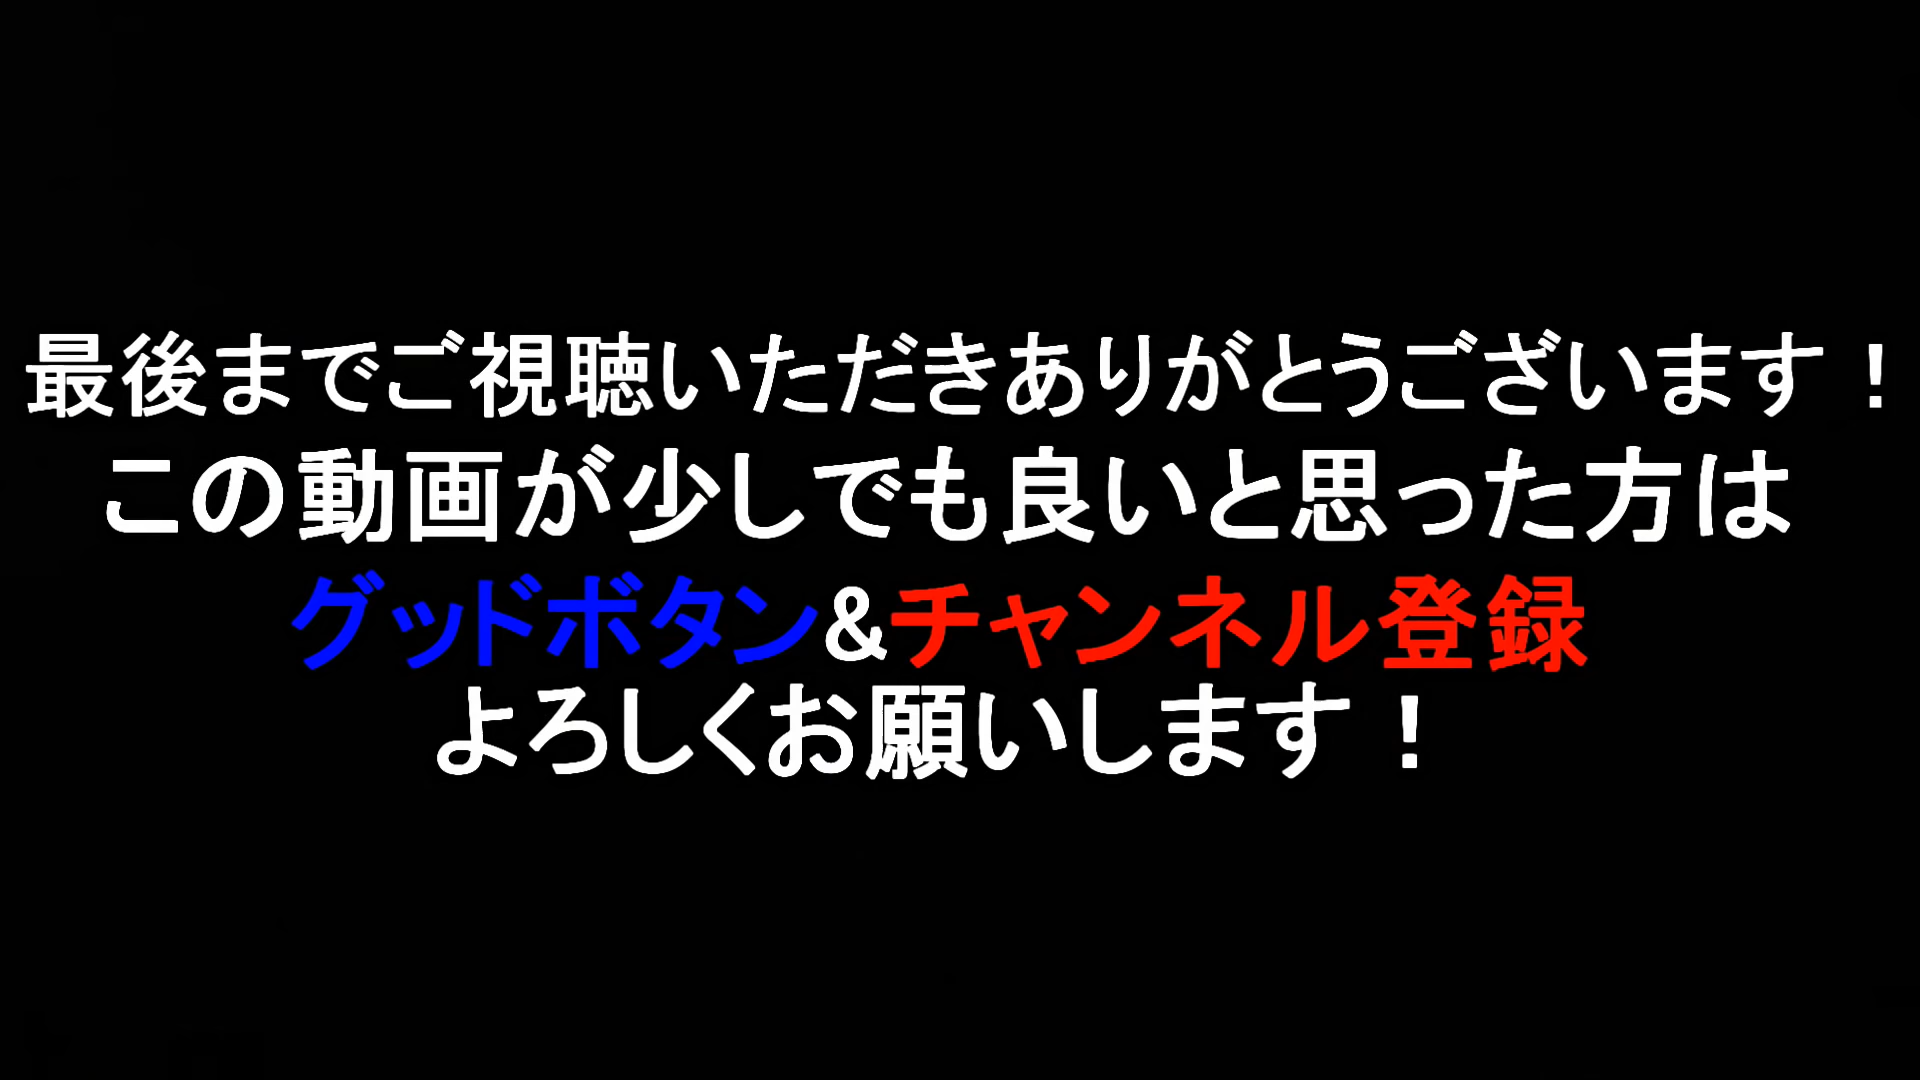 最後までご視聴いただきありがとうございます！
この動画が少しでも良いと思った方は
グッドボタン&チャンネル登録
よろしくお願いします！